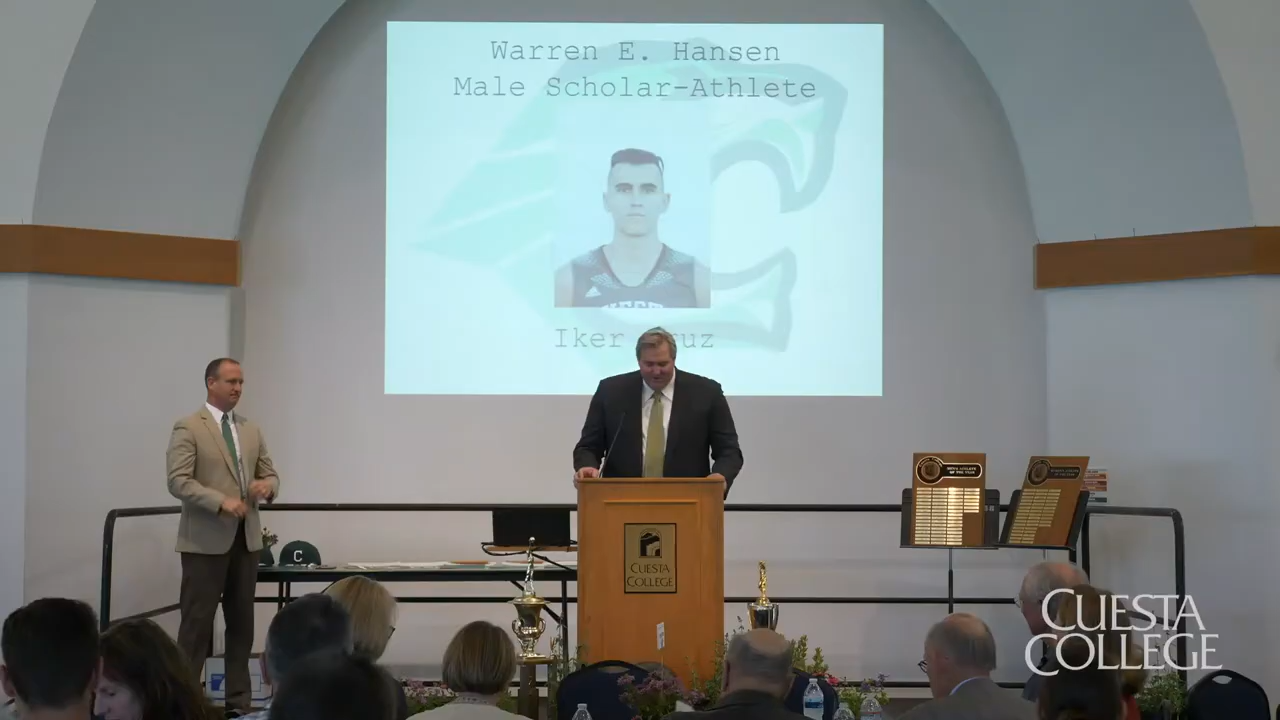 Warren E. Hansen
Male Scholar-Athlete
Iker
CUESTA
COLLEGE
C
CUESTA
COLLEGE